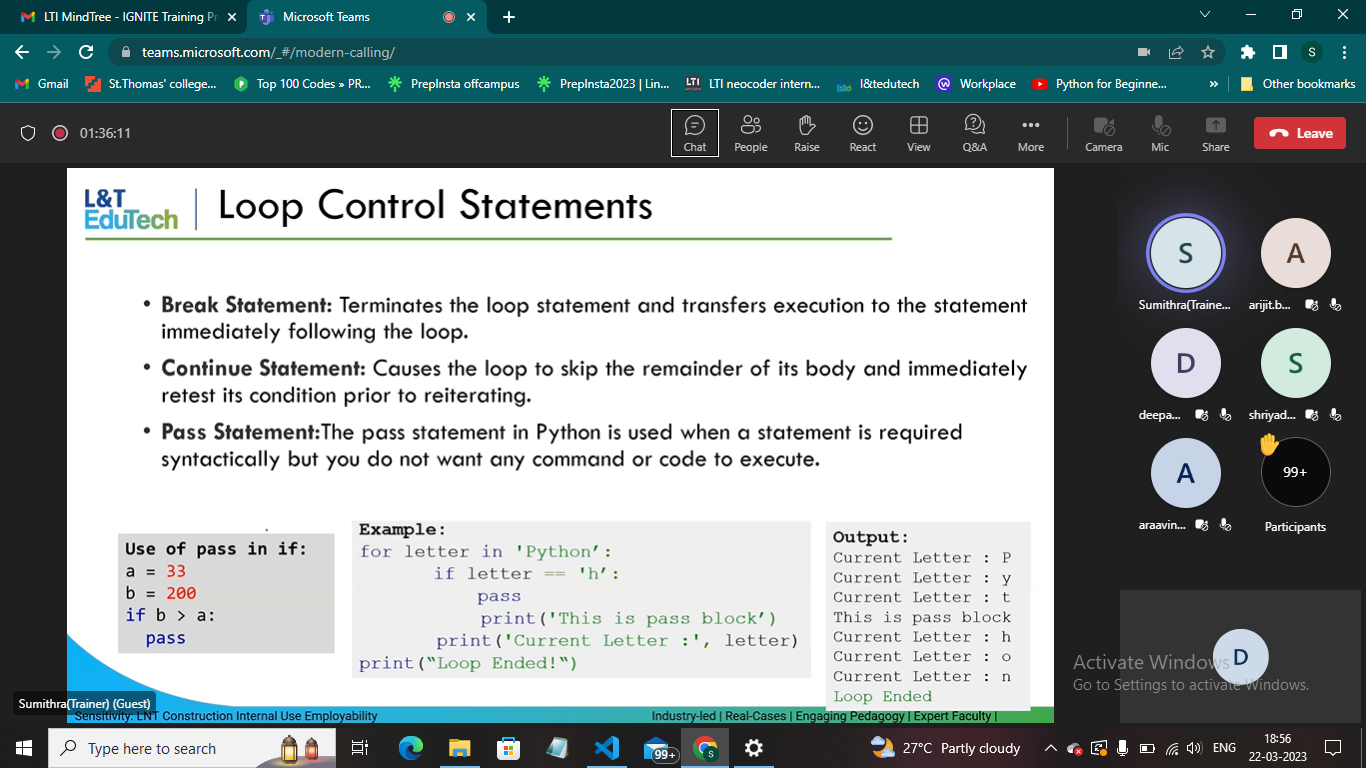 LTI MindTree - IGNITE Training Pr
Microsoft Teams
teams.microsoft.com/_#/modern-calling/
S
Gmail
St.Thomas' college...
Top 100 Codes » PR...
PrepInsta offcampus
PrepInsta2023 | Lin...
LTI neocoder intern...
l&tedutech
Workplace
Python for Beginne...
»
Other bookmarks
01:36:11
Chat
People
Raise
React
View
Q&A
More
Camera
Mic
Share
Leave
L&T
EduTech
Loop Control Statements
• Break Statement: Terminates the loop statement and transfers execution to the statement
immediately following the loop.
• Continue Statement: Causes the loop to skip the remainder of its body and immediately
retest its condition prior to reiterating.
• Pass Statement:The pass statement in Python is used when a statement is required
syntactically but you do not want any command or code to execute.
Use of pass in if:
a = 33
b = 200
if b > a:
pass
Example:
for letter in 'Python’:
if letter == 'h’:
pass
print('This is pass block’)
print('Current Letter :', letter)
print(“Loop Ended!“)
Output:
Current Letter : P
Current Letter : y
Current Letter : t
This is pass block
Current Letter : h
Current Letter : o
Current Letter : n
Loop Ended
Sumithra(Trainer) (Guest)
Sensitivity: LNT Construction Internal Use Employability
Industry-led | Real-Cases | Engaging Pedagogy | Expert Faculty |
S
Sumithra(Traine...
A
arijit.b...
D
deepa...
S
shriyad...
A
araavin...
99+
Participants
D
Activate Windows
Go to Settings to activate Windows.
Type here to search
99+
S
27°C Partly cloudy
ENG
18:56
22-03-2023